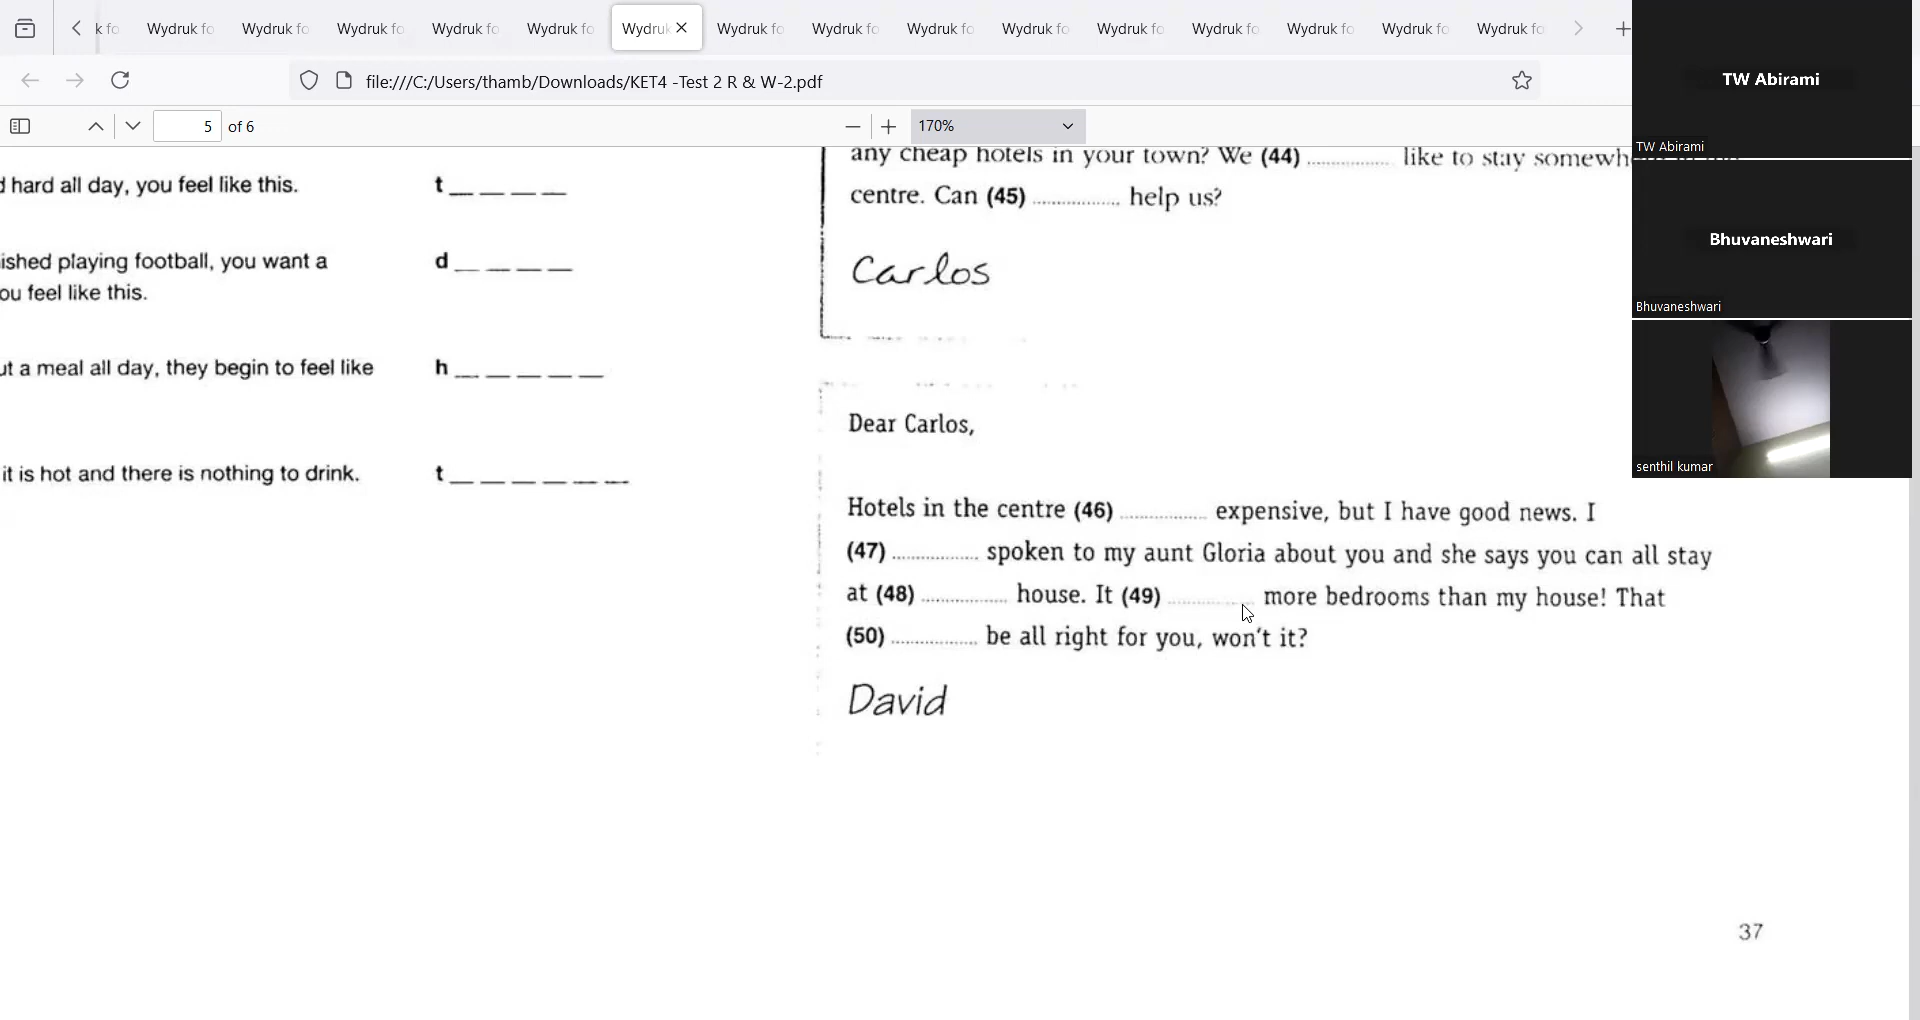 k fo Wydruk fo Wydruk fo Wydruk fo Wydruk fo Wydruk fo Wydruk Wydruk fo Wydruk fo Wydruk fo Wydruk fo Wydruk fo Wydruk fo Wydruk fo Wydruk fo Wydruk fo
file:///C:/Users/thamb/Downloads/KET4 -Test 2 R & W-2.pdf
5 of 6
170%
d hard all day, you feel like this. t _ _ _ _
ished playing football, you want a d _ _ _ _
ou feel like this.
ut a meal all day, they begin to feel like h _ _ _ _ _
it is hot and there is nothing to drink. t _ _ _ _ _ _
any cheap hotels in your town? We (44) .............. like to stay
centre. Can (45) .............. help us?
Carlos
Dear Carlos,
Hotels in the centre (46) .............. expensive, but I have good news. I
(47) .............. spoken to my aunt Gloria about you and she says you can all stay
at (48) .............. house. It (49) .............. more bedrooms than my house! That
(50) .............. be all right for you, won't it?
David
37
TW Abirami
TW Abirami
Bhuvaneshwari
Bhuvaneshwari
senthil kumar